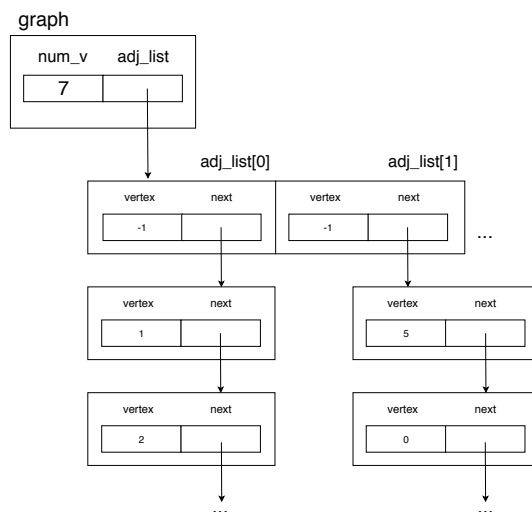 graph
num_v adj_list
7
adj_list[0] adj_list[1]
vertex next vertex next
-1 -1 ...
vertex next vertex next
1 5
vertex next vertex next
2 0
... ...